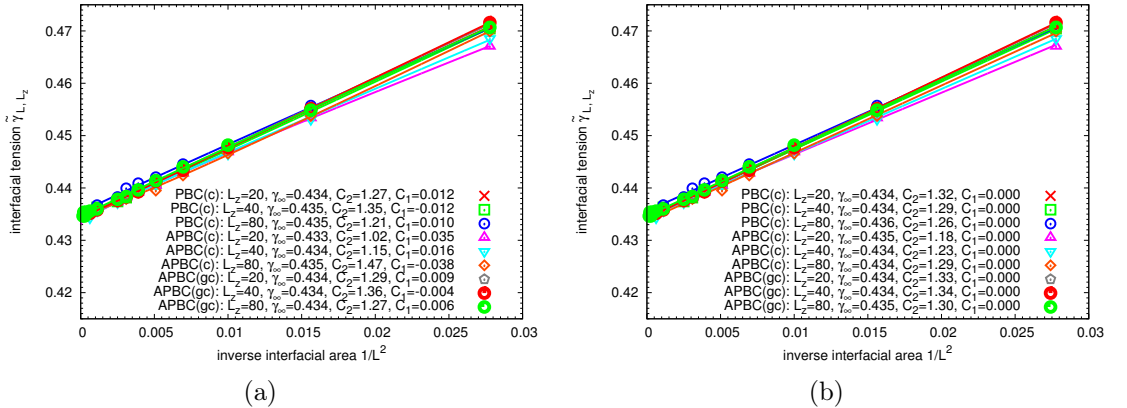 0.47
0.46
0.45
0.44
0.43
0.42
interfacial tension γ̃ L, Lz
PBC(c): Lz=20, γ∞=0.434, C2=1.27, C1=0.012
PBC(c): Lz=40, γ∞=0.435, C2=1.35, C1=-0.012
PBC(c): Lz=80, γ∞=0.435, C2=1.21, C1=0.010
APBC(c): Lz=20, γ∞=0.433, C2=1.02, C1=0.035
APBC(c): Lz=40, γ∞=0.434, C2=1.15, C1=0.016
APBC(c): Lz=80, γ∞=0.435, C2=1.47, C1=-0.038
APBC(gc): Lz=20, γ∞=0.434, C2=1.29, C1=0.009
APBC(gc): Lz=40, γ∞=0.434, C2=1.36, C1=-0.004
APBC(gc): Lz=80, γ∞=0.434, C2=1.27, C1=0.006
0 0.005 0.01 0.015 0.02 0.025 0.03
inverse interfacial area 1/L²
(a)
0.47
0.46
0.45
0.44
0.43
0.42
interfacial tension γ̃ L, Lz
PBC(c): Lz=20, γ∞=0.434, C2=1.32, C1=0.000
PBC(c): Lz=40, γ∞=0.434, C2=1.29, C1=0.000
PBC(c): Lz=80, γ∞=0.436, C2=1.26, C1=0.000
APBC(c): Lz=20, γ∞=0.435, C2=1.18, C1=0.000
APBC(c): Lz=40, γ∞=0.434, C2=1.23, C1=0.000
APBC(c): Lz=80, γ∞=0.434, C2=1.29, C1=0.000
APBC(gc): Lz=20, γ∞=0.434, C2=1.33, C1=0.000
APBC(gc): Lz=40, γ∞=0.434, C2=1.34, C1=0.000
APBC(gc): Lz=80, γ∞=0.435, C2=1.30, C1=0.000
0 0.005 0.01 0.015 0.02 0.025 0.03
inverse interfacial area 1/L²
(b)